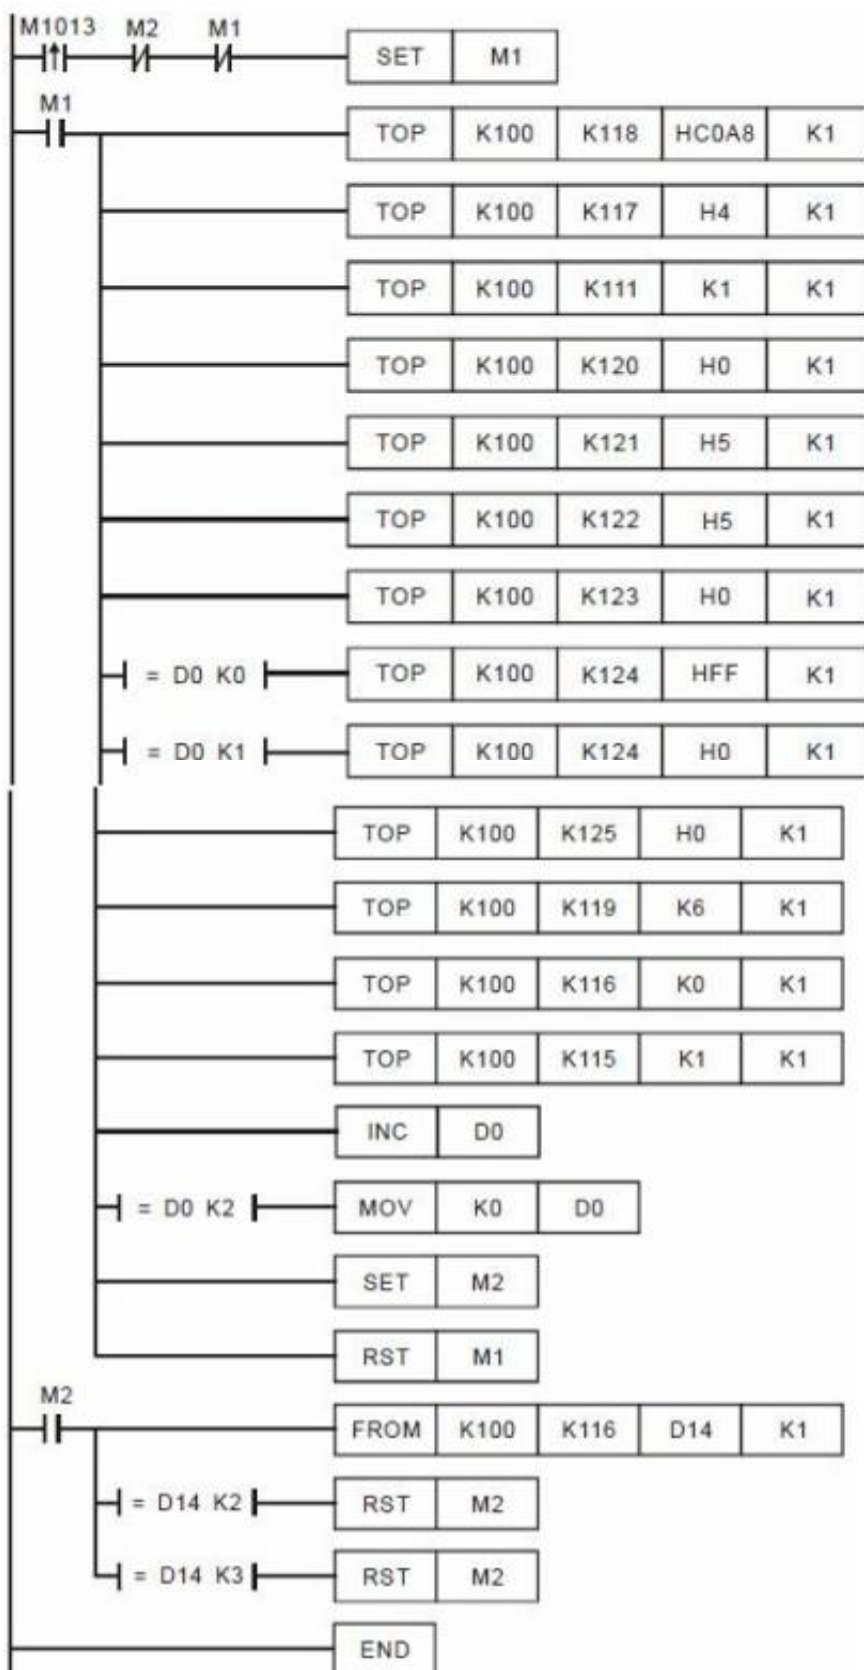 M1013 M2 M1
SET M1
M1
TOP K100 K118 HC0A8 K1
TOP K100 K117 H4 K1
TOP K100 K111 K1 K1
TOP K100 K120 H0 K1
TOP K100 K121 H5 K1
TOP K100 K122 H5 K1
TOP K100 K123 H0 K1
= D0 K0 TOP K100 K124 HFF K1
= D0 K1 TOP K100 K124 H0 K1
TOP K100 K125 H0 K1
TOP K100 K119 K6 K1
TOP K100 K116 K0 K1
TOP K100 K115 K1 K1
INC D0
= D0 K2 MOV K0 D0
SET M2
RST M1
M2
FROM K100 K116 D14 K1
= D14 K2 RST M2
= D14 K3 RST M2
END